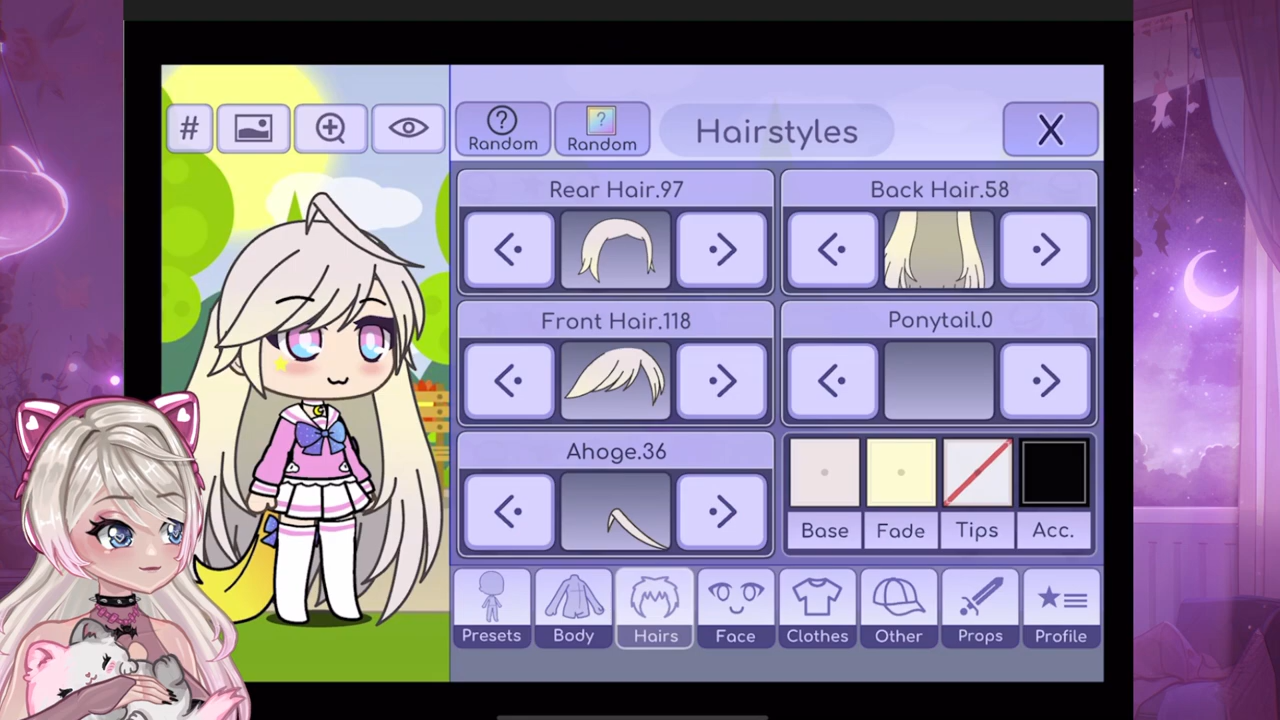 #
? Random
? Random
Hairstyles
X
Rear Hair.97
Back Hair.58
Front Hair.118
Ponytail.0
Ahoge.36
Base
Fade
Tips
Acc.
Presets
Body
Hairs
Face
Clothes
Other
Props
Profile